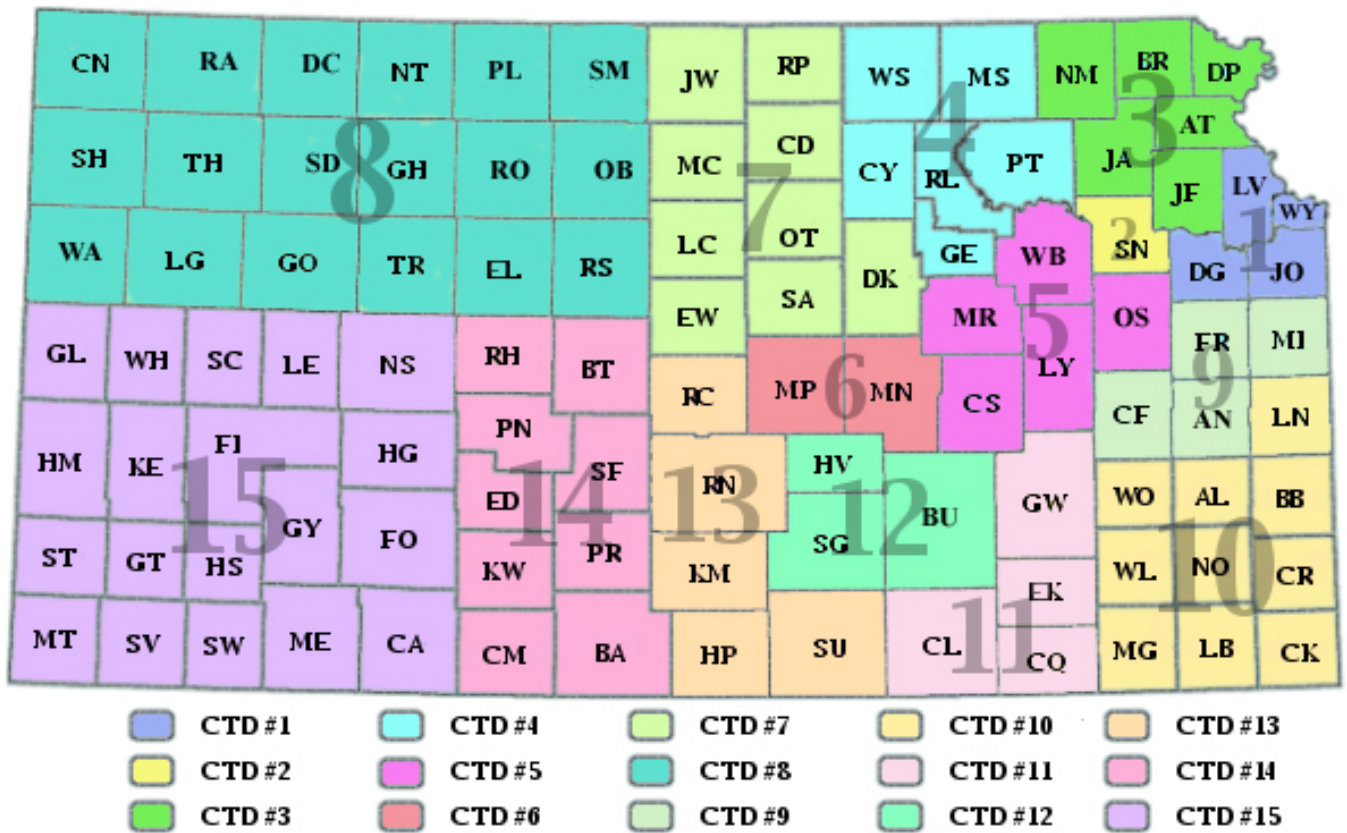 CN RA DC NT PL SM JW RP WS MS NM BR DP
SH TH SD GH RO OB MC CD CY RL PT JA AT JF LV WY
8 7 4 3 2 1
WA LG GO TR EL RS LC OT DK GE WB SN DG JO
EW SA MR OS FR MI
GL WH SC LE NS RH BT RC MP MN CS LY CF AN LN
6 5 9
HM KE FI HG PN SF RN HV BU GW WO AL BB
15 14 13 12 10
ST GT HS GY FO ED PR KW KM SG EK WL NO CR
MT SV SW ME CA CM BA HP SU CL CQ MG LB CK
11
CTD #1 CTD #4 CTD #7 CTD #10 CTD #13
CTD #2 CTD #5 CTD #8 CTD #11 CTD #14
CTD #3 CTD #6 CTD #9 CTD #12 CTD #15